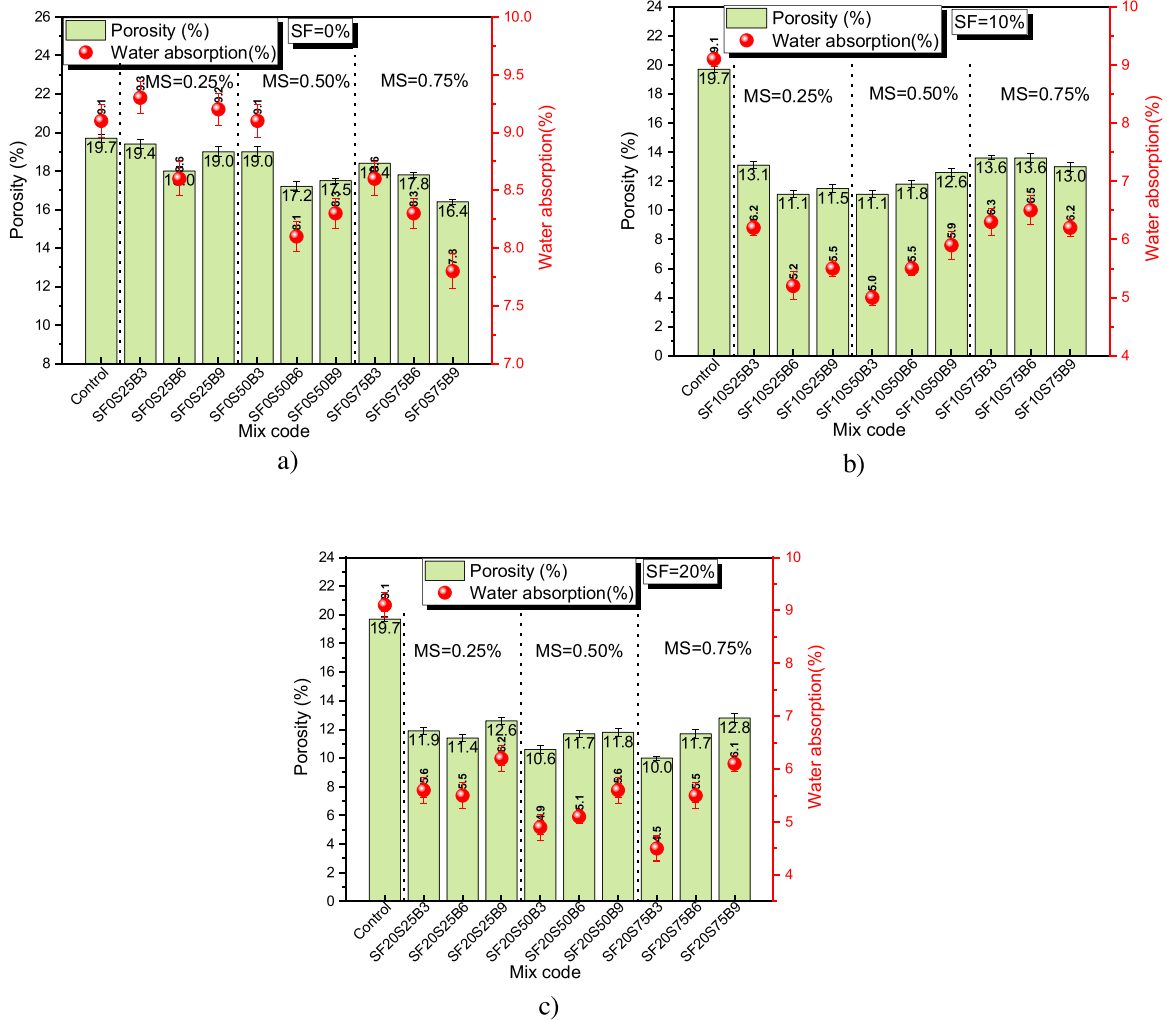 Porosity (%)
Water absorption(%)
SF=0%
MS=0.25%
MS=0.50%
MS=0.75%
26
24
22
20
18
16
14
12
10
8
Porosity (%)
10.0
9.5
9.0
8.5
8.0
7.5
7.0
Water absorption(%)
9.1
9.3
8.6
9.2
9.1
8.1
8.3
8.6
8.3
7.8
19.7
19.4
18.0
19.0
19.0
17.2
17.5
18.4
17.8
16.4
Control
SF0S25B3
SF0S25B6
SF0S25B9
SF0S50B3
SF0S50B6
SF0S50B9
SF0S75B3
SF0S75B6
SF0S75B9
Mix code
a)
Porosity (%)
Water absorption(%)
SF=10%
MS=0.25%
MS=0.50%
MS=0.75%
24
22
20
18
16
14
12
10
8
6
4
2
0
Porosity (%)
10
9
8
7
6
5
4
Water absorption(%)
9.1
6.2
5.2
5.5
5.0
5.5
5.9
6.3
6.5
6.2
19.7
13.1
11.1
11.5
11.1
11.8
12.6
13.6
13.6
13.0
Control
SF10S25B3
SF10S25B6
SF10S25B9
SF10S50B3
SF10S50B6
SF10S50B9
SF10S75B3
SF10S75B6
SF10S75B9
Mix code
b)
Porosity (%)
Water absorption(%)
SF=20%
MS=0.25%
MS=0.50%
MS=0.75%
24
22
20
18
16
14
12
10
8
6
4
2
0
Porosity (%)
10
9
8
7
6
5
4
Water absorption(%)
9.1
5.6
5.5
6.2
4.9
5.1
5.6
4.5
5.5
6.1
19.7
11.9
11.4
12.6
10.6
11.7
11.8
10.0
11.7
12.8
Control
SF20S25B3
SF20S25B6
SF20S25B9
SF20S50B3
SF20S50B6
SF20S50B9
SF20S75B3
SF20S75B6
SF20S75B9
Mix code
c)